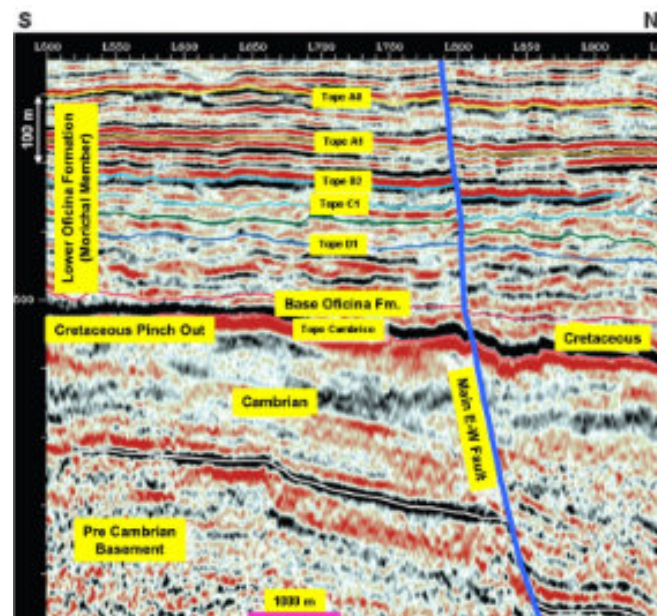 S
N
L500 L550 L600 L650 L700 L750 L800 L850 L900
Tope A0
100 m
Lower Oficina Formation
(Morichal Member)
Tope A1
Tope B2
Tope C1
Tope D1
500
Base Oficina Fm.
Cretaceous Pinch Out
Tope Cambrico
Cretaceous
Cambrian
Main E-W Fault
Pre Cambrian
Basement
1000 m